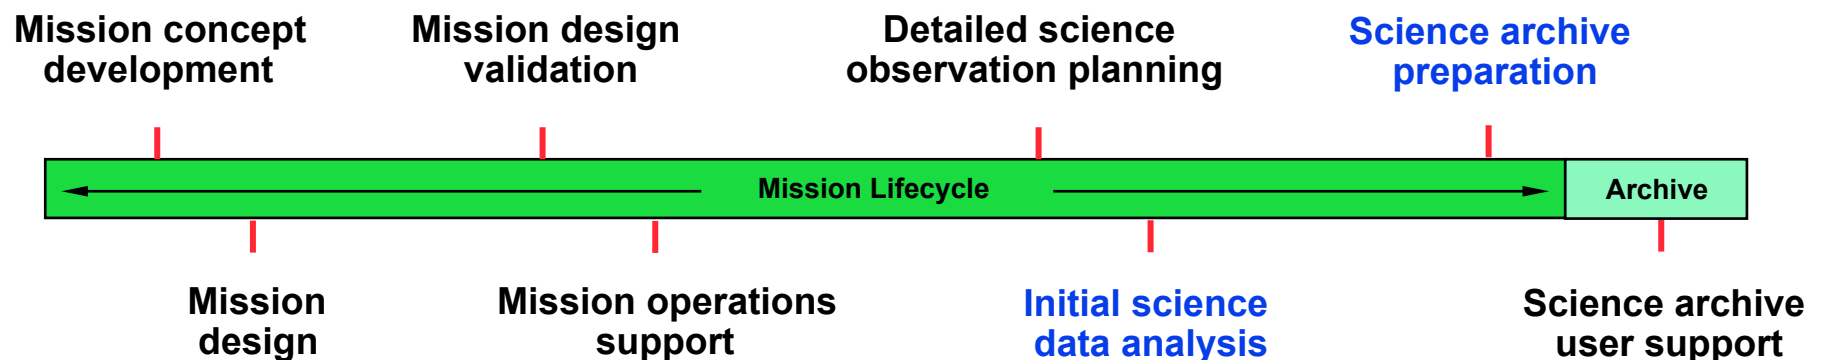 Mission concept
development
Mission design
validation
Detailed science
observation planning
Science archive
preparation
Mission Lifecycle
Archive
Mission
design
Mission operations
support
Initial science
data analysis
Science archive
user support